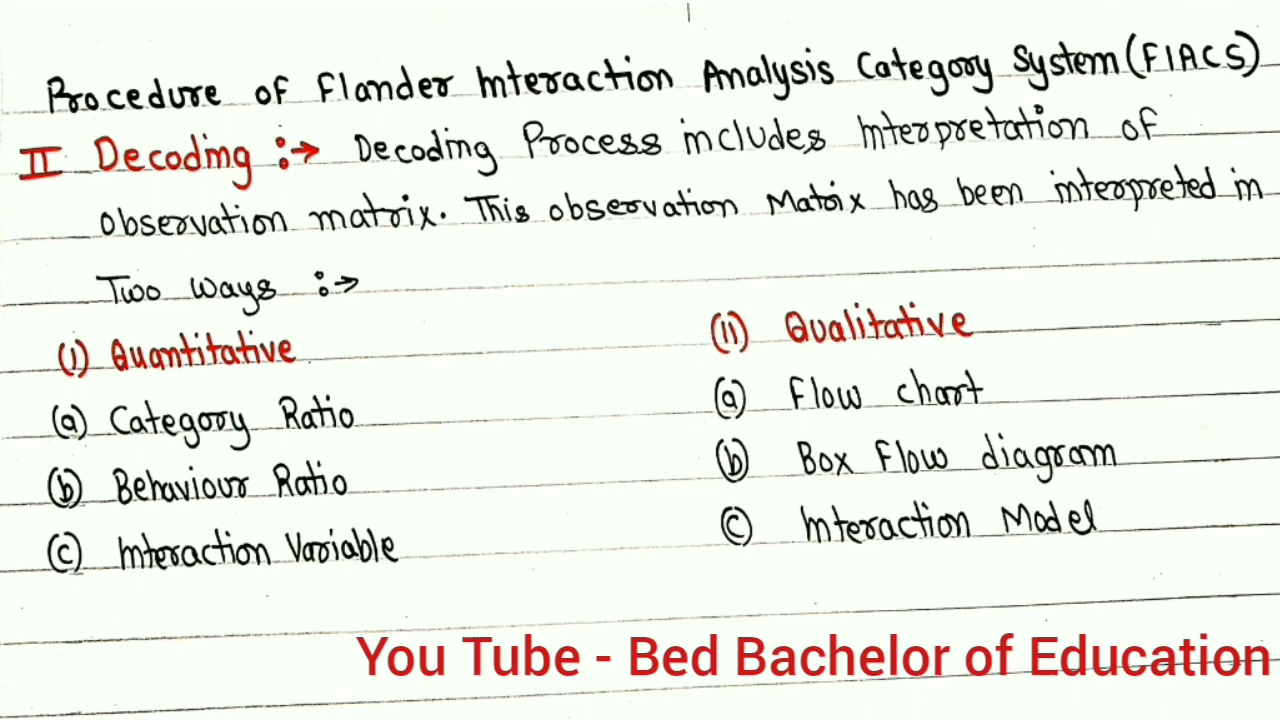 Procedure of Flander Interaction Analysis Category System (FIACS)
II Decoding :→ Decoding Process includes Interpretation of
observation matrix. This observation Matrix has been interpreted in
Two ways :→
(i) Quantitative
(a) Category Ratio
(b) Behaviour Ratio
(c) Interaction Variable
(ii) Qualitative
(a) Flow chart
(b) Box Flow diagram
(c) Interaction Model
You Tube - Bed Bachelor of Education